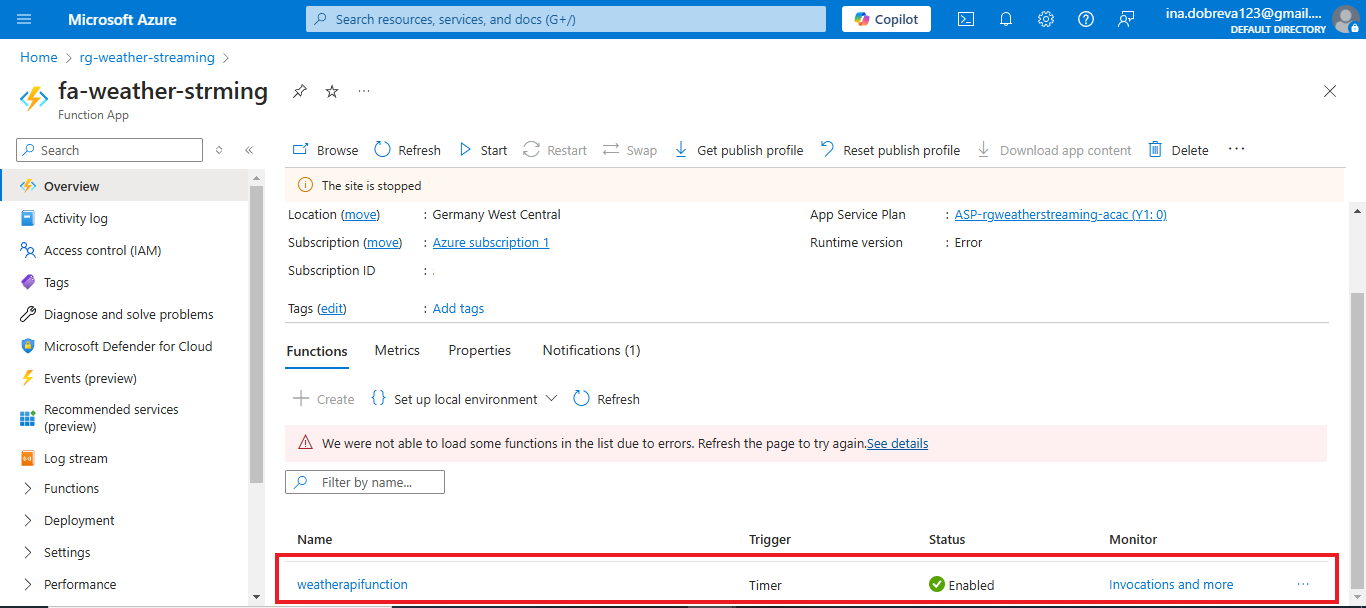 Microsoft Azure
Search resources, services, and docs (G+/)
Copilot
ina.dobreva123@gmail....
DEFAULT DIRECTORY
Home > rg-weather-streaming >
fa-weather-strming
Function App
Search
Browse Refresh Start Restart Swap Get publish profile Reset publish profile Download app content Delete ...
The site is stopped
Overview
Activity log
Access control (IAM)
Tags
Diagnose and solve problems
Microsoft Defender for Cloud
Events (preview)
Recommended services
(preview)
Log stream
Functions
Deployment
Settings
Performance
Location (move) : Germany West Central
Subscription (move) : Azure subscription 1
Subscription ID : .
Tags (edit) : Add tags
App Service Plan : ASP-rgweatherstreaming-acac (Y1: 0)
Runtime version : Error
Functions Metrics Properties Notifications (1)
Create {} Set up local environment Refresh
We were not able to load some functions in the list due to errors. Refresh the page to try again.See details
Filter by name...
Name Trigger Status Monitor
weatherapifunction Timer Enabled Invocations and more ...